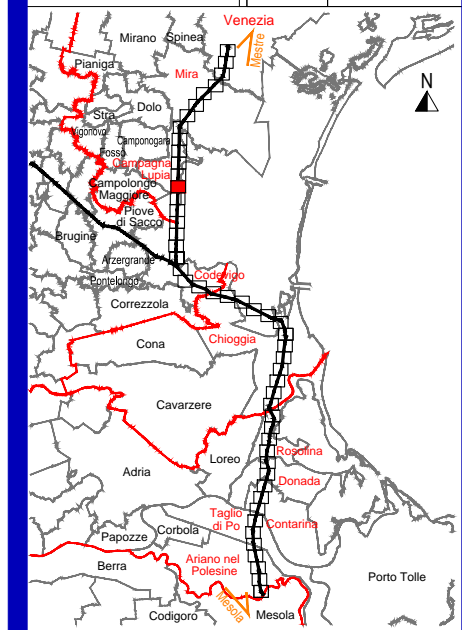 Venezia
Mirano
Spinea
Mestre
Pianiga
Mira
N
Dolo
Stra
Vigonovo
Camponogara
Fosso
Campagna
Lupia
Campolongo
Maggiore
Piove
di Sacco
Brugine
Arzergrande
Codevigo
Pontelongo
Correzzola
Chioggia
Cona
Cavarzere
Rosolina
Loreo
Adria
Donada
Taglio
di Po
Contarina
Corbola
Papozze
Ariano nel
Polesine
Berra
Porto Tolle
Mesola
Mesola
Codigoro